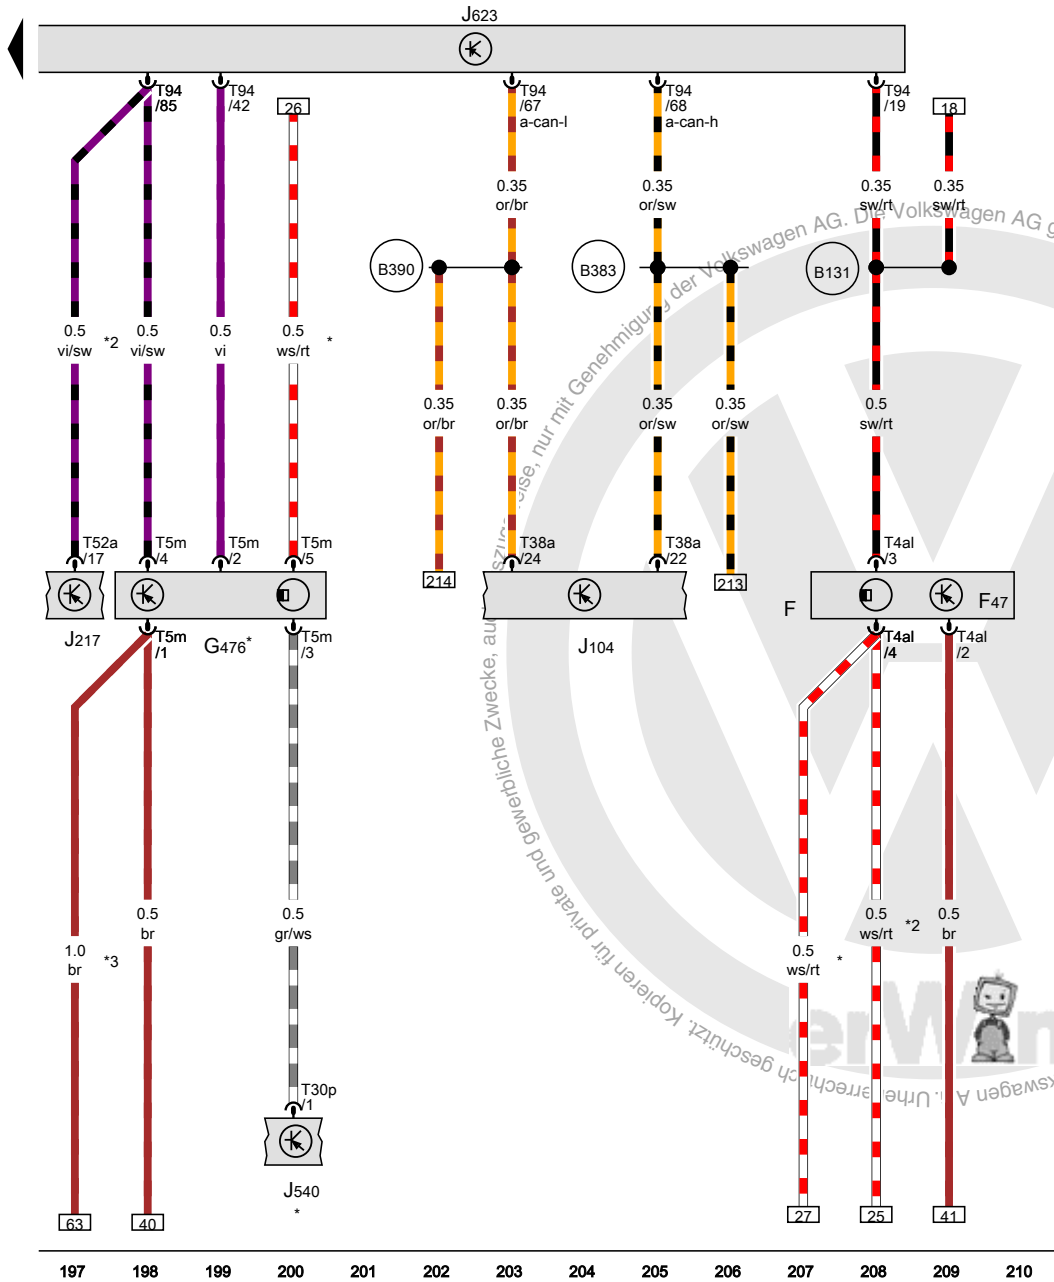 J623
T94 /85
T94 /42
T94 /67 a-can-l
T94 /68 a-can-h
T94 /19
26
18
0.35 or/br
0.35 or/sw
0.35 sw/rt
0.35 sw/rt
B390
B383
B131
0.5 vi/sw *2
0.5 vi/sw
0.5 vi
0.5 ws/rt *
0.35 or/br
0.35 or/br
0.35 or/sw
0.35 or/sw
0.5 sw/rt
T52a /17
T5m /4
T5m /2
T5m /5
T38a /24
T38a /22
T4al /3
214
213
J217
G476*
J104
F
F47
T5m /1
T5m /3
T4al /4
T4al /2
1.0 br *3
0.5 br
0.5 gr/ws
0.5 ws/rt *
0.5 ws/rt *2
0.5 br
T30p /1
J540
*
63
40
27
25
41
197 198 199 200 201 202 203 204 205 206 207 208 209 210
nur mit Genehmigung der Volkswagen AG. Die Volkswagen AG g
Zwecke, auc
Kopieren für private und gewerbliche
geschützt.